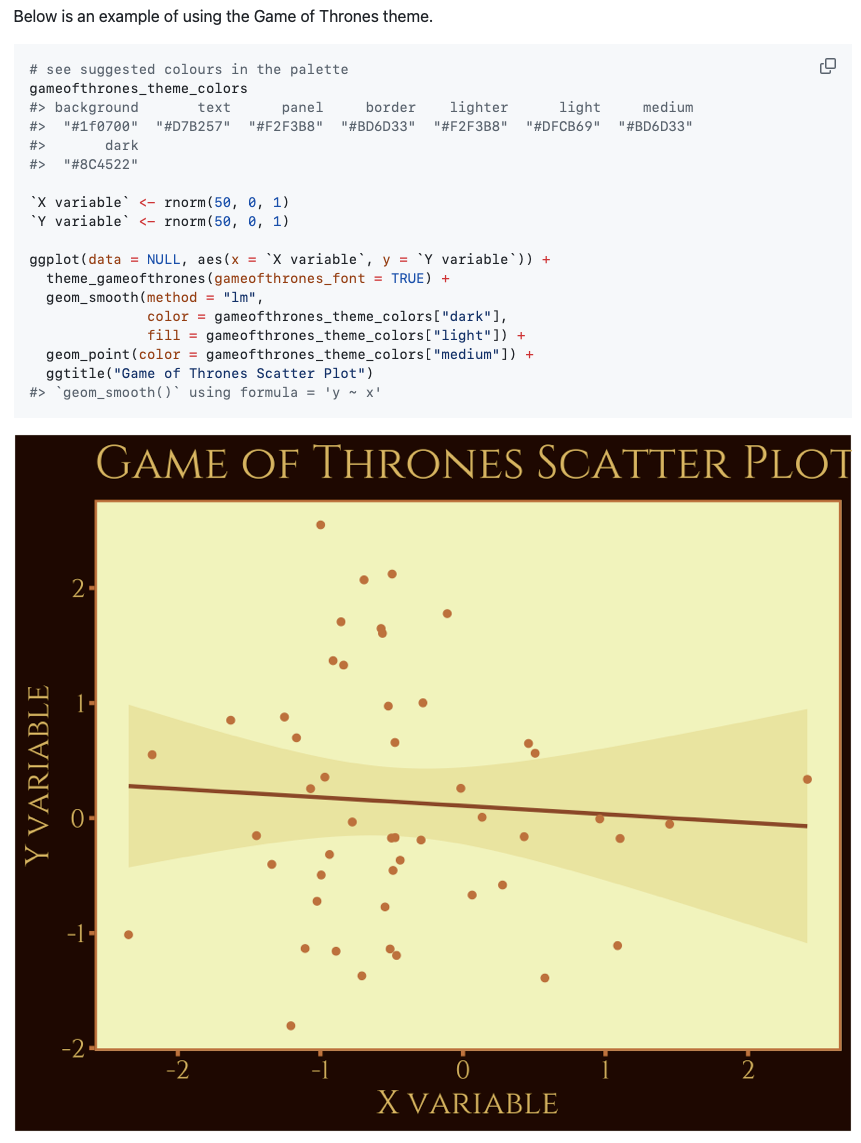 Below is an example of using the Game of Thrones theme.
# see suggested colours in the palette
gameofthrones_theme_colors
#> background       text      panel     border    lighter      light     medium
#>  "#1f0700"  "#D7B257"  "#F2F3B8"  "#BD6D33"  "#F2F3B8"  "#DFCB69"  "#BD6D33"
#>       dark
#>  "#8C4522"
`X variable` <- rnorm(50, 0, 1)
`Y variable` <- rnorm(50, 0, 1)
ggplot(data = NULL, aes(x = `X variable`, y = `Y variable`)) +
  theme_gameofthrones(gameofthrones_font = TRUE) +
  geom_smooth(method = "lm",
              color = gameofthrones_theme_colors["dark"],
              fill = gameofthrones_theme_colors["light"]) +
  geom_point(color = gameofthrones_theme_colors["medium"]) +
  ggtitle("Game of Thrones Scatter Plot")
#> `geom_smooth()` using formula = 'y ~ x'
Game of Thrones Scatter Plot
2
1
0
-1
-2
Y variable
-2 -1 0 1 2
X variable